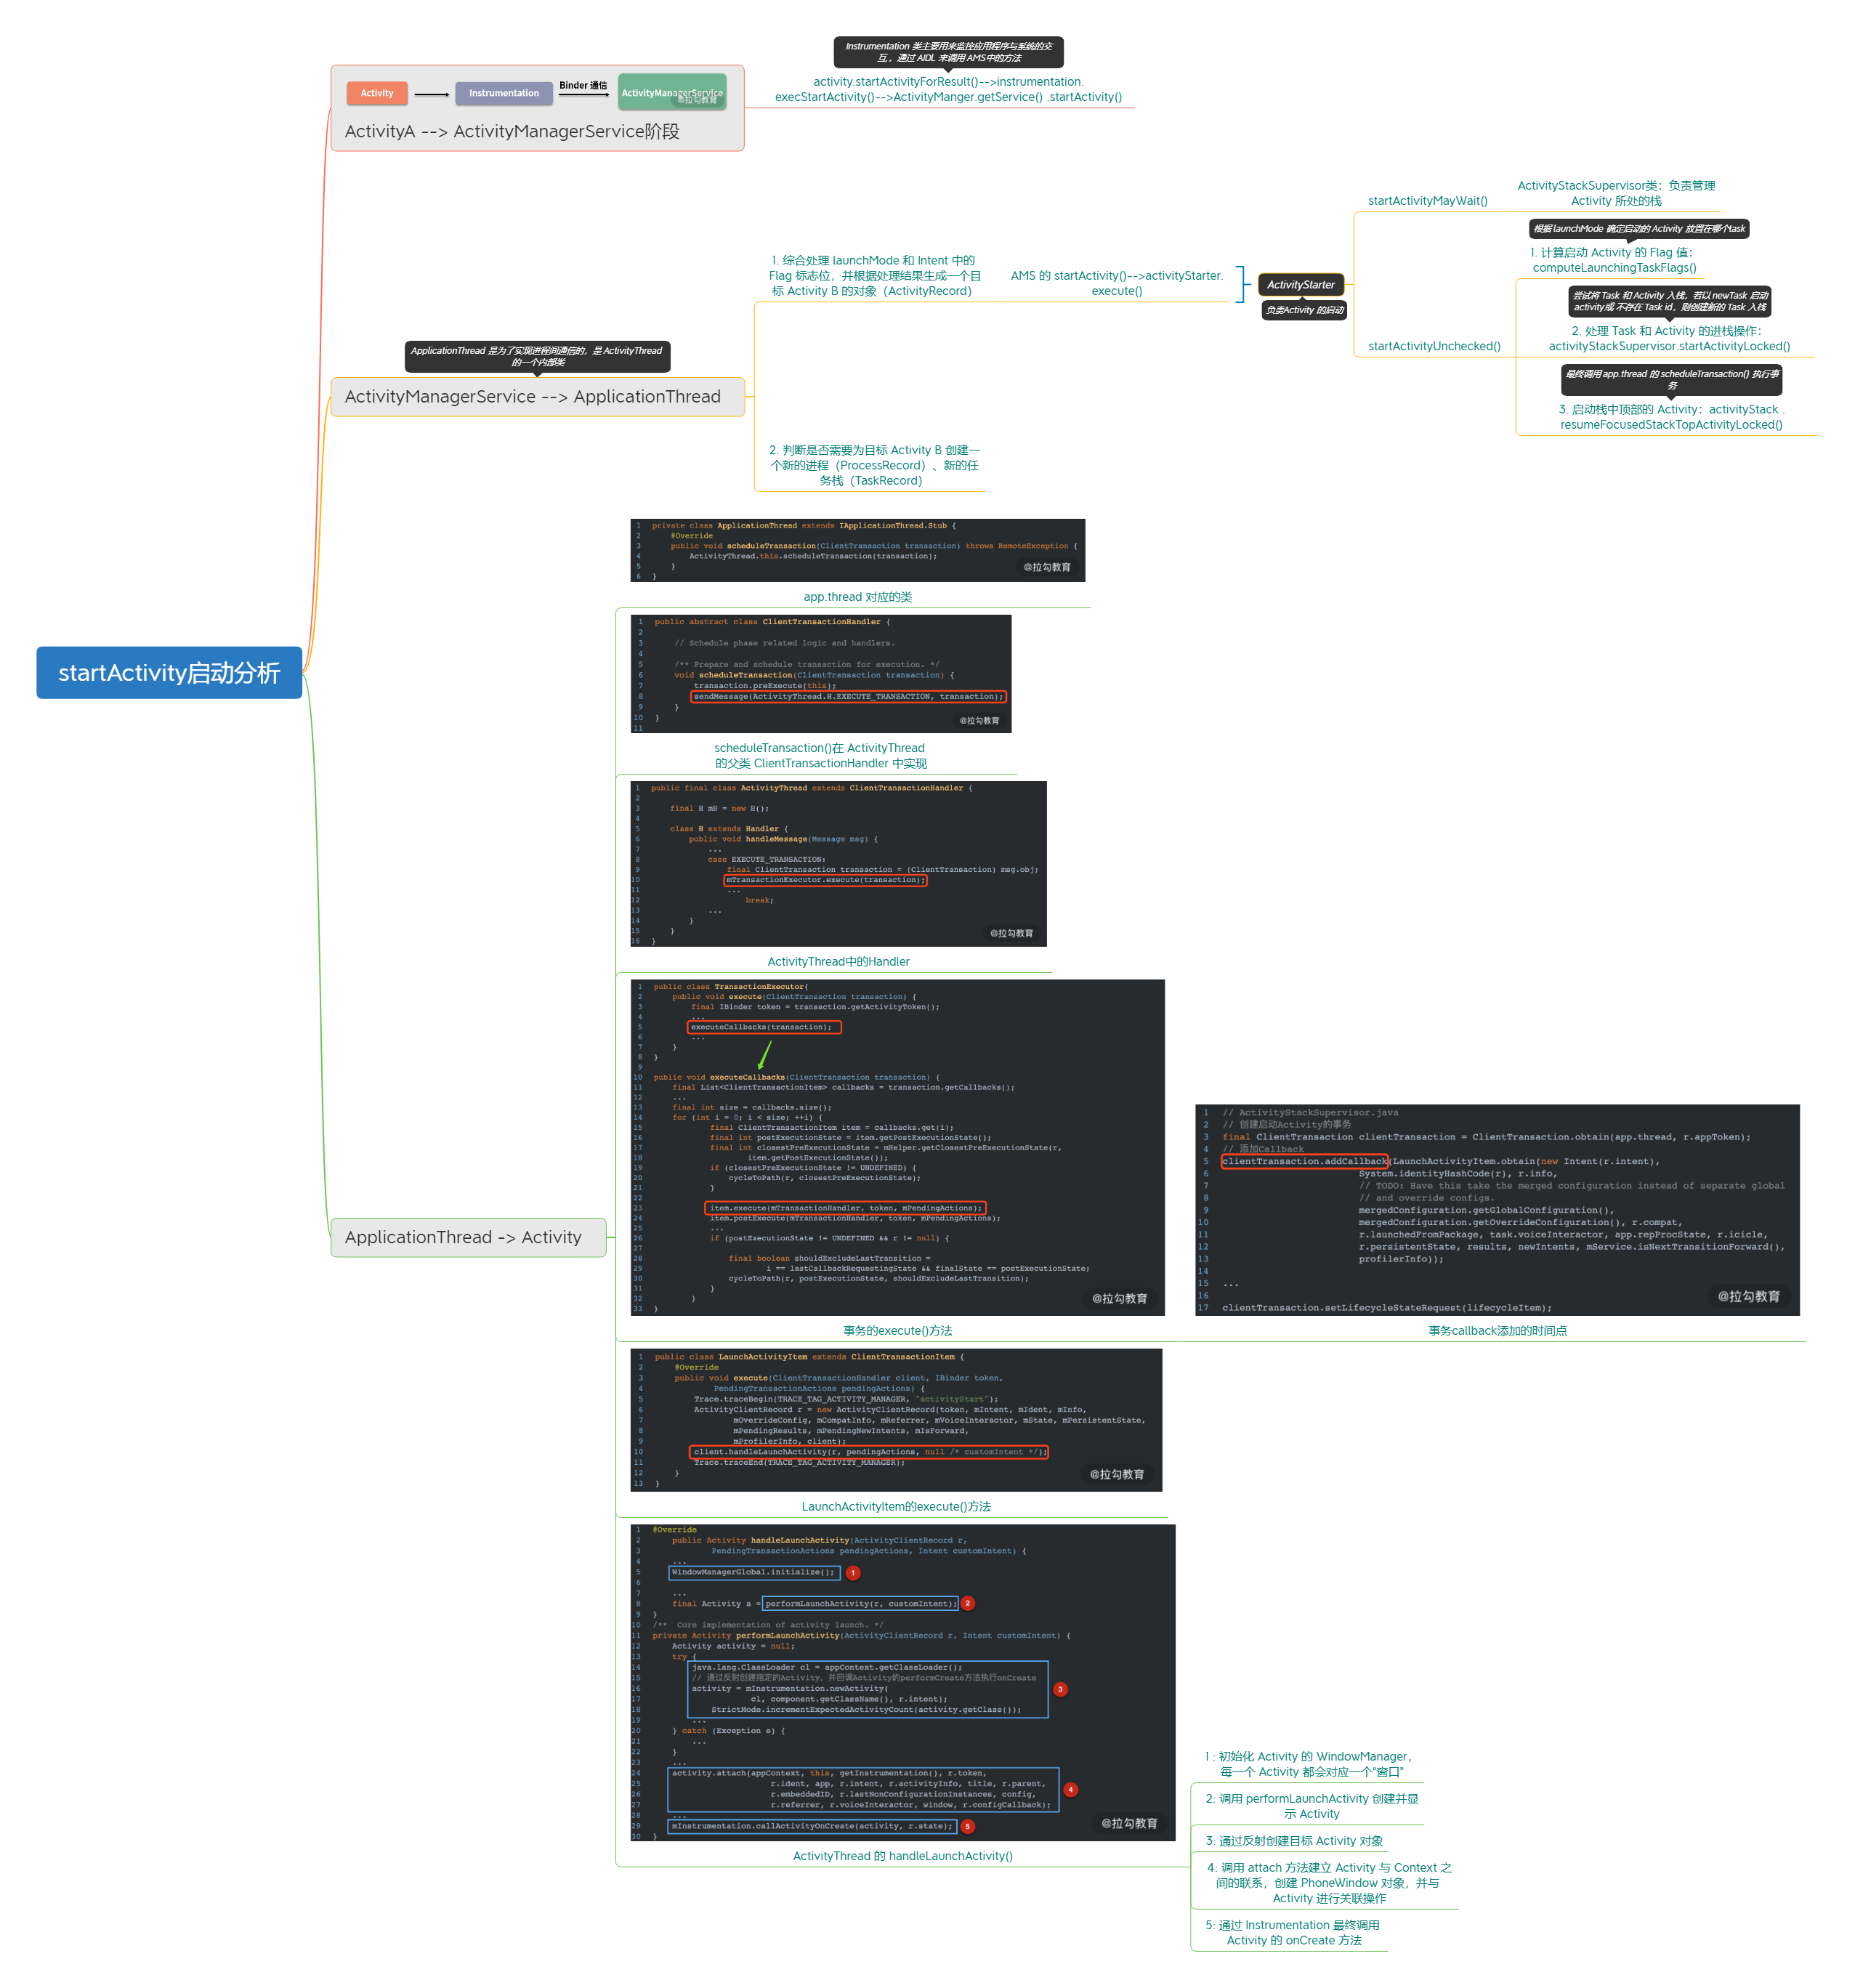 startActivity启动分析
Activity
Instrumentation
Binder 通信
ActivityManagerService
@拉勾教育
ActivityA --> ActivityManagerService阶段
Instrumentation 类主要用来监控应用程序与系统的交
互,，通过 AIDL 来调用 AMS中的方法
activity.startActivityForResult()-->instrumentation.
execStartActivity()-->ActivityManger.getService() .startActivity()
ApplicationThread 是为了实现进程间通信的，是 ActivityThread
的一个内部类
ActivityManagerService --> ApplicationThread
1. 综合处理 launchMode 和 Intent 中的
Flag 标志位，并根据处理结果生成一个目
标 Activity B 的对象（ActivityRecord）
AMS 的 startActivity()-->activityStarter.
execute()
ActivityStarter
负责Activity 的启动
startActivityMayWait()
ActivityStackSupervisor类：负责管理
Activity 所处的栈
startActivityUnchecked()
根据 launchMode 确定启动的 Activity 放置在哪个task
1. 计算启动 Activity 的 Flag 值：
computeLaunchingTaskFlags()
尝试将 Task 和 Activity 入栈，若以 newTask 启动
activity或 不存在 Task id，则创建新的 Task 入栈
2. 处理 Task 和 Activity 的进栈操作：
activityStackSupervisor.startActivityLocked()
最终调用 app.thread 的 scheduleTransaction() 执行事
务
3. 启动栈中顶部的 Activity：activityStack .
resumeFocusedStackTopActivityLocked()
2. 判断是否需要为目标 Activity B 创建一
个新的进程（ProcessRecord）、新的任
务栈（TaskRecord）
ApplicationThread -> Activity
1 private class ApplicationThread extends IApplicationThread.Stub {
2 @Override
3 public void scheduleTransaction(ClientTransaction transaction) throws RemoteException {
4 ActivityThread.this.scheduleTransaction(transaction);
5 }
6 }
@拉勾教育
app.thread 对应的类
1 public abstract class ClientTransactionHandler {
2
3 // Schedule phase related logic and handlers.
4
5 /** Prepare and schedule transaction for execution. */
6 void scheduleTransaction(ClientTransaction transaction) {
7 transaction.preExecute(this);
8 sendMessage(ActivityThread.H.EXECUTE_TRANSACTION, transaction);
9 }
10 }
11
@拉勾教育
scheduleTransaction()在 ActivityThread
的父类 ClientTransactionHandler 中实现
1 public final class ActivityThread extends ClientTransactionHandler {
2
3 final H mH = new H();
4
5 class H extends Handler {
6 public void handleMessage(Message msg) {
7 ...
8 case EXECUTE_TRANSACTION:
9 final ClientTransaction transaction = (ClientTransaction) msg.obj;
10 mTransactionExecutor.execute(transaction);
11 ...
12 break;
13 ...
14 }
15 }
16 }
@拉勾教育
ActivityThread中的Handler
1 public class TransactionExecutor{
2 public void execute(ClientTransaction transaction) {
3 final IBinder token = transaction.getActivityToken();
4 ...
5 executeCallbacks(transaction);
6 ...
7 }
8 }
9
10 public void executeCallbacks(ClientTransaction transaction) {
11 final List<ClientTransactionItem> callbacks = transaction.getCallbacks();
12 ...
13 final int size = callbacks.size();
14 for (int i = 0; i < size; ++i) {
15 final ClientTransactionItem item = callbacks.get(i);
16 final int postExecutionState = item.getPostExecutionState();
17 final int closestPreExecutionState = mHelper.getClosestPreExecutionState(r,
18 item.getPostExecutionState());
19 if (closestPreExecutionState != UNDEFINED) {
20 cycleToPath(r, closestPreExecutionState);
21 }
22
23 item.execute(mTransactionHandler, token, mPendingActions);
24 item.postExecute(mTransactionHandler, token, mPendingActions);
25 ...
26 if (postExecutionState != UNDEFINED && r != null) {
27
28 final boolean shouldExcludeLastTransition =
29 i == lastCallbackRequestingState && finalState == postExecutionState;
30 cycleToPath(r, postExecutionState, shouldExcludeLastTransition);
31 }
32 }
33 }
@拉勾教育
事务的execute()方法
1 // ActivityStackSupervisor.java
2 // 创建启动Activity的事务
3 final ClientTransaction clientTransaction = ClientTransaction.obtain(app.thread, r.appToken);
4 // 添加Callback
5 clientTransaction.addCallback(LaunchActivityItem.obtain(new Intent(r.intent),
6 System.identityHashCode(r), r.info,
7 // TODO: Have this take the merged configuration instead of separate global
8 // and override configs.
9 mergedConfiguration.getGlobalConfiguration(),
10 mergedConfiguration.getOverrideConfiguration(), r.compat,
11 r.launchedFromPackage, task.voiceInteractor, app.repProcState, r.icicle,
12 r.persistentState, results, newIntents, mService.isNextTransitionForward(),
13 profilerInfo));
14
15 ...
16
17 clientTransaction.setLifecycleStateRequest(lifecycleItem);
@拉勾教育
事务callback添加的时间点
1 public class LaunchActivityItem extends ClientTransactionItem {
2 @Override
3 public void execute(ClientTransactionHandler client, IBinder token,
4 PendingTransactionActions pendingActions) {
5 Trace.traceBegin(TRACE_TAG_ACTIVITY_MANAGER, "activityStart");
6 ActivityClientRecord r = new ActivityClientRecord(token, mIntent, mIdent, mInfo,
7 mOverrideConfig, mCompatInfo, mReferrer, mVoiceInteractor, mState, mPersistentState,
8 mPendingResults, mPendingNewIntents, mIsForward,
9 mProfilerInfo, client);
10 client.handleLaunchActivity(r, pendingActions, null /* customIntent */);
11 Trace.traceEnd(TRACE_TAG_ACTIVITY_MANAGER);
12 }
13 }
@拉勾教育
LaunchActivityItem的execute()方法
1 @Override
2 public Activity handleLaunchActivity(ActivityClientRecord r,
3 PendingTransactionActions pendingActions, Intent customIntent) {
4 ...
5 WindowManagerGlobal.initialize(); 1
6
7 ...
8 final Activity a = performLaunchActivity(r, customIntent); 2
9 }
10 /** Core implementation of activity launch. */
11 private Activity performLaunchActivity(ActivityClientRecord r, Intent customIntent) {
12 Activity activity = null;
13 try {
14 java.lang.ClassLoader cl = appContext.getClassLoader();
15 // 通过反射创建指定的Activity，并回调Activity的performCreate方法执行onCreate
16 activity = mInstrumentation.newActivity( 3
17 cl, component.getClassName(), r.intent);
18 StrictMode.incrementExpectedActivityCount(activity.getClass());
19 ...
20 } catch (Exception e) {
21 ...
22 }
23 ...
24 activity.attach(appContext, this, getInstrumentation(), r.token,
25 r.ident, app, r.intent, r.activityInfo, title, r.parent, 4
26 r.embeddedID, r.lastNonConfigurationInstances, config,
27 r.referrer, r.voiceInteractor, window, r.configCallback);
28 ...
29 mInstrumentation.callActivityOnCreate(activity, r.state); 5
30 }
@拉勾教育
ActivityThread 的 handleLaunchActivity()
1 : 初始化 Activity 的 WindowManager，
每一个 Activity 都会对应一个"窗口"
2: 调用 performLaunchActivity 创建并显
示 Activity
3: 通过反射创建目标 Activity 对象
4: 调用 attach 方法建立 Activity 与 Context 之
间的联系，创建 PhoneWindow 对象，并与
Activity 进行关联操作
5: 通过 Instrumentation 最终调用
Activity 的 onCreate 方法